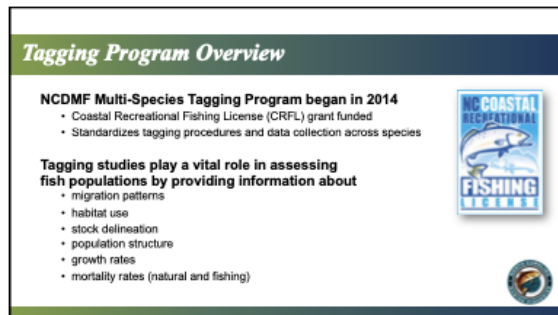 Tagging Program Overview
NCDMF Multi-Species Tagging Program began in 2014
• Coastal Recreational Fishing License (CRFL) grant funded
• Standardizes tagging procedures and data collection across species
Tagging studies play a vital role in assessing
fish populations by providing information about
• migration patterns
• habitat use
• stock delineation
• population structure
• growth rates
• mortality rates (natural and fishing)
NC COASTAL
RECREATIONAL
FISHING
LICENSE